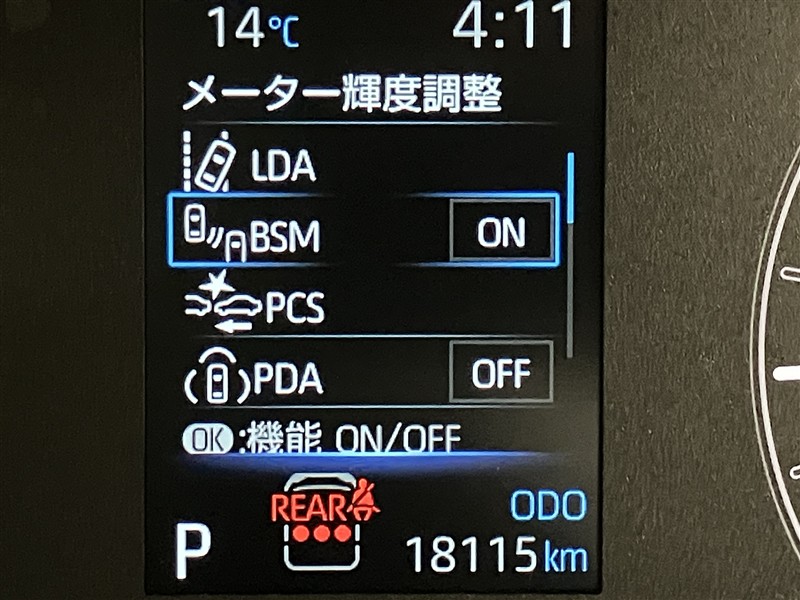 14℃ 4:11
メーター輝度調整
LDA
BSM ON
PCS
PDA OFF
OK:機能 ON/OFF
REAR
ODO
P 18115km